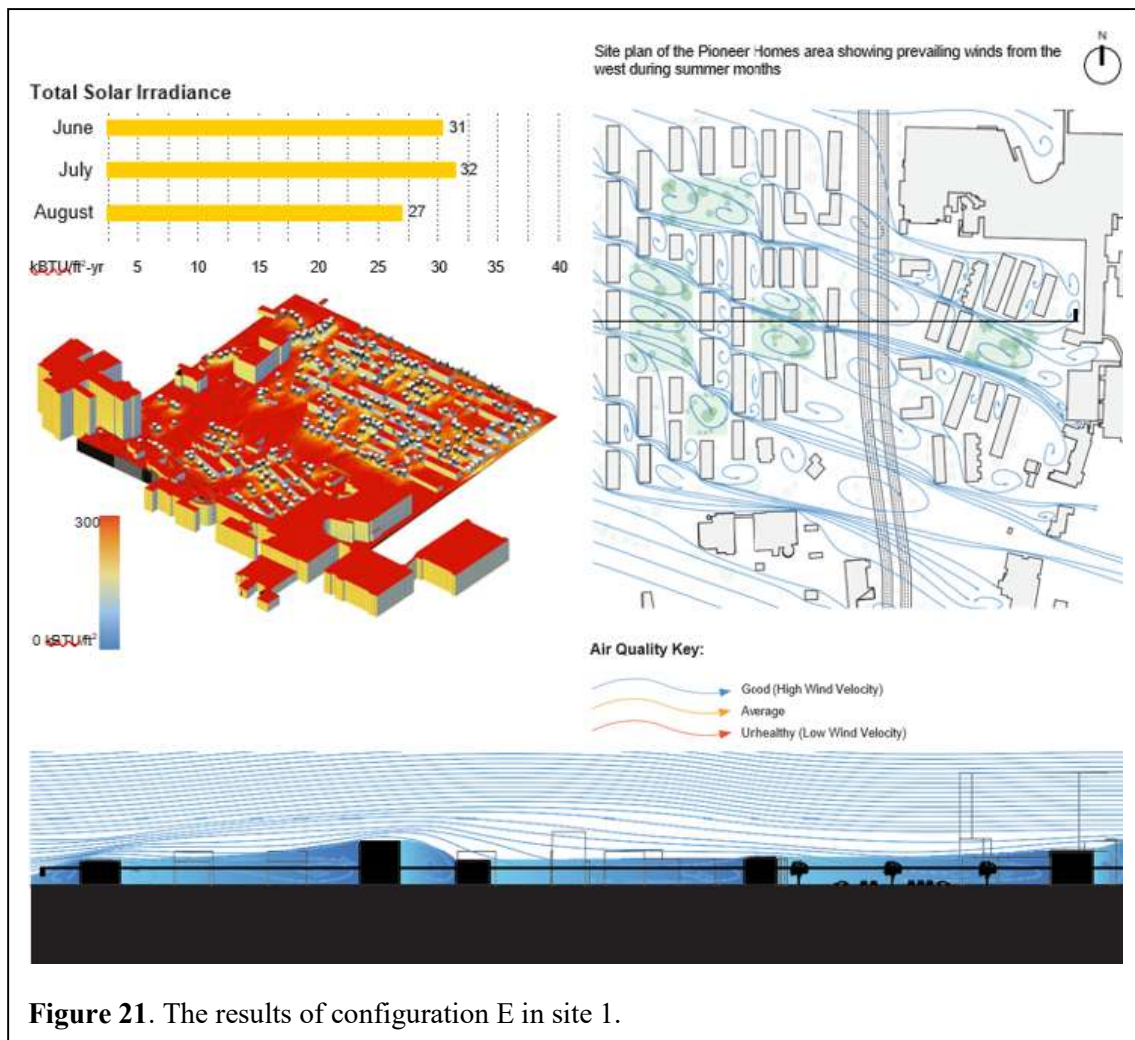 Site plan of the Pioneer Homes area showing prevailing winds from the
west during summer months
N
Total Solar Irradiance
June
31
July
32
August
27
kBTU/ft²-yr 5 10 15 20 25 30 35 40
300
0 kBTU/ft²
Air Quality Key:
Good (High Wind Velocity)
Average
Unhealthy (Low Wind Velocity)
Figure 21. The results of configuration E in site 1.